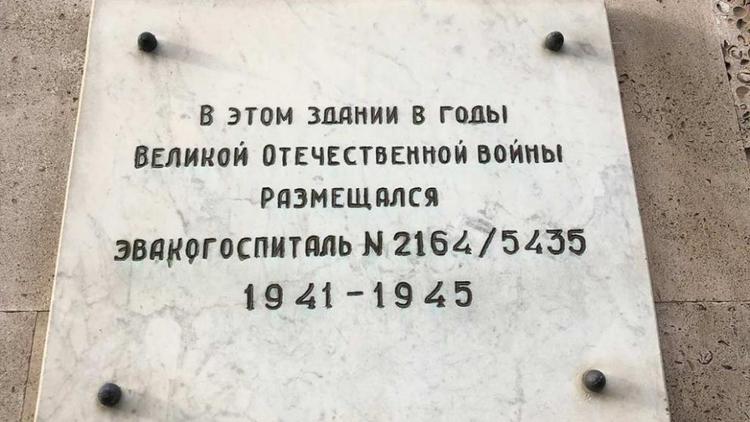 В ЭТОМ ЗДАНИИ В ГОДЫ
ВЕЛИКОЙ ОТЕЧЕСТВЕННОЙ ВОЙНЫ
РАЗМЕЩАЛСЯ
ЭВАКОГОСПИТАЛЬ N 2164/5435
1941-1945